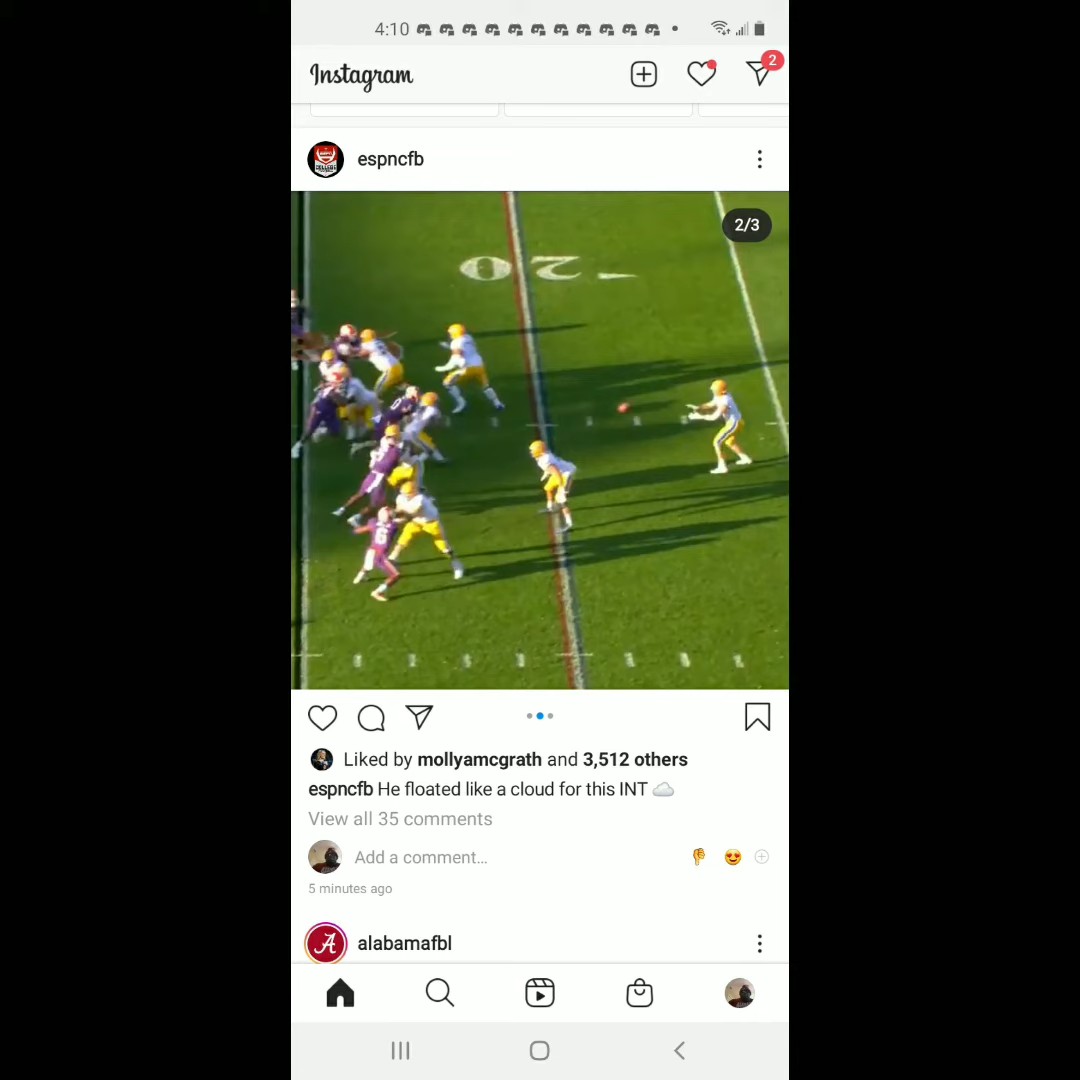 4:10
Instagram
2
espncfb
2/3
20
6
Liked by mollyamcgrath and 3,512 others
espncfb He floated like a cloud for this INT ☁️
View all 35 comments
Add a comment...
5 minutes ago
A
alabamafbl